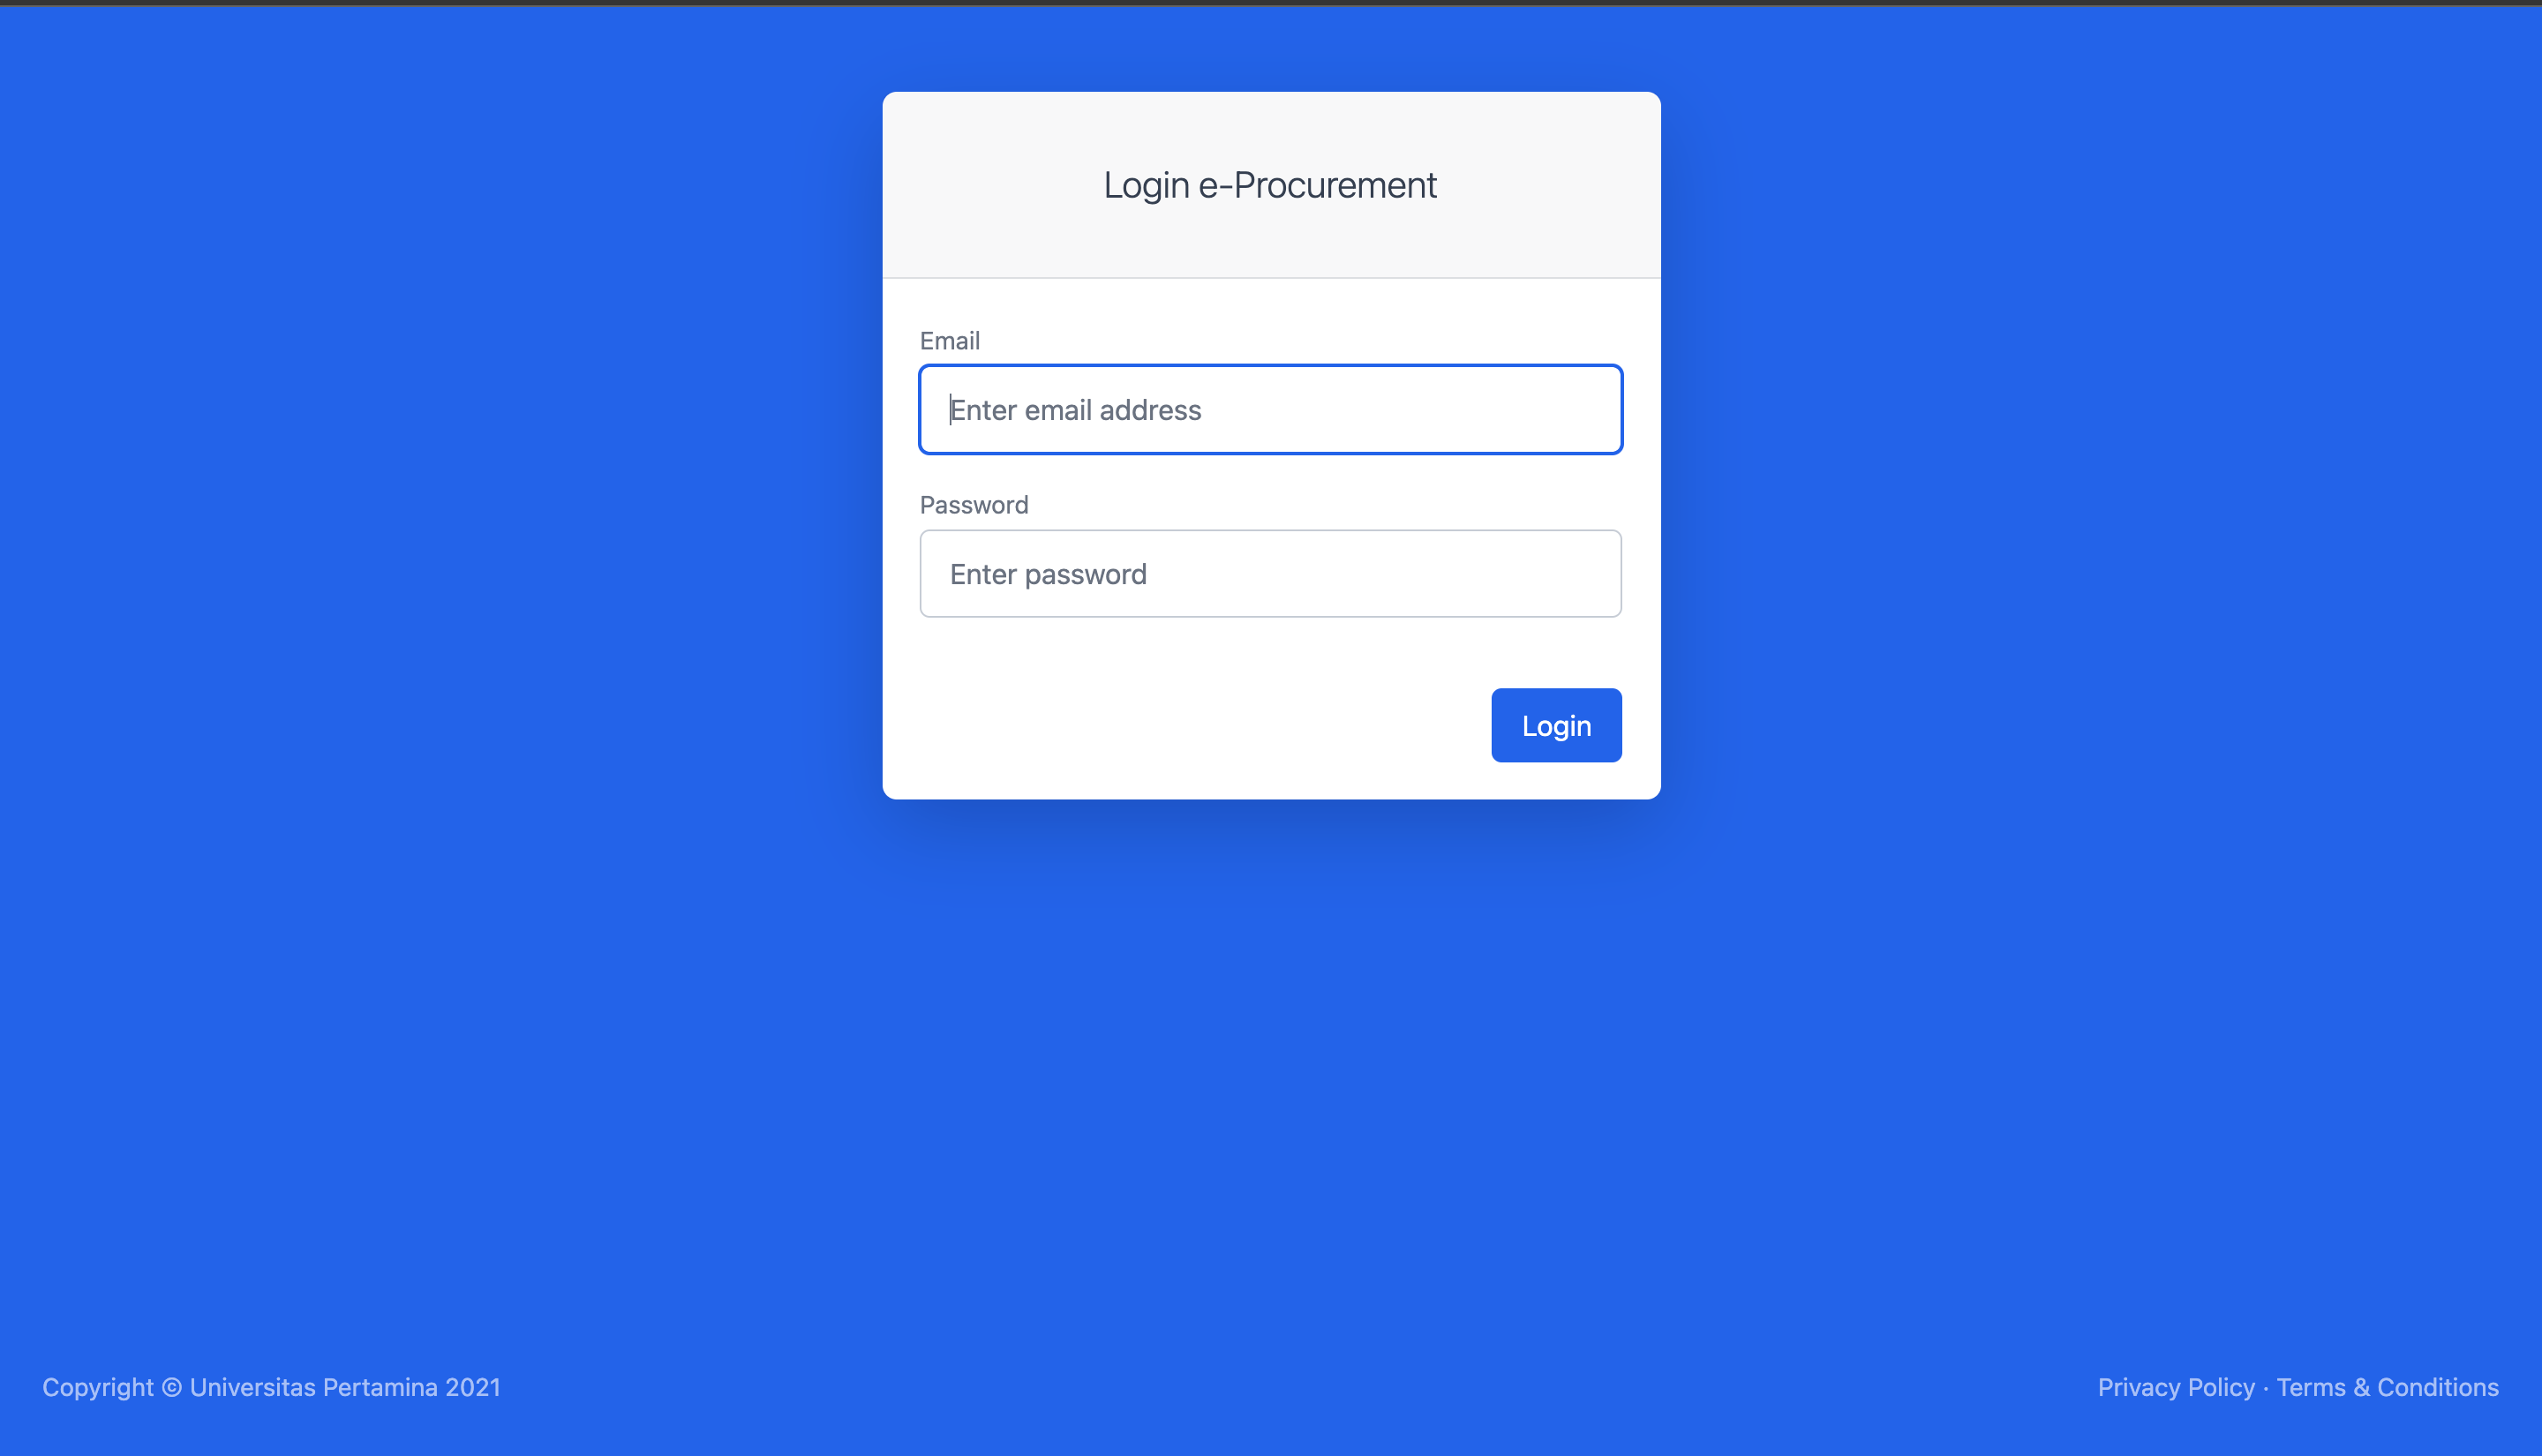 Login e-Procurement
Email
Enter email address
Password
Enter password
Login
Copyright © Universitas Pertamina 2021
Privacy Policy · Terms & Conditions